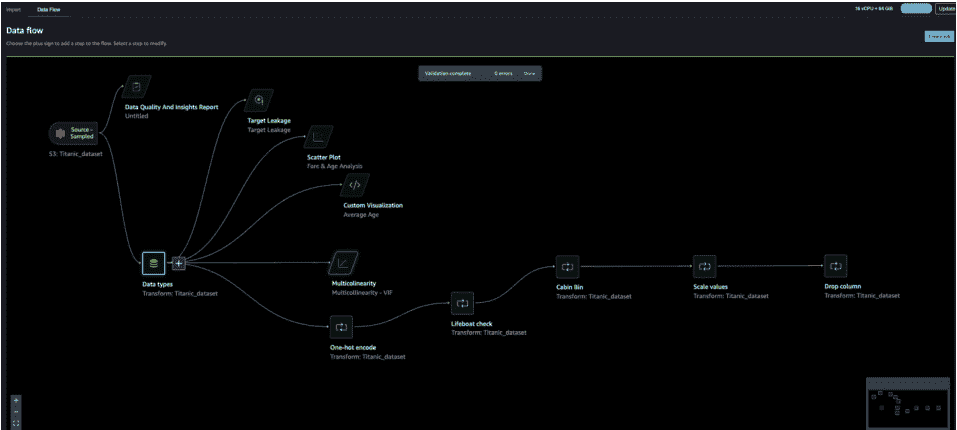 Import
Data Flow
16 vCPU + 64 GiB
Update
Data flow
Choose the plus sign to add a step to the flow. Select a step to modify.
Validation complete
0 errors
Data Quality And Insights Report
Untitled
Source -
Sampled
S3: Titanic_dataset
Target Leakage
Target Leakage
Scatter Plot
Fare & Age Analysis
Custom Visualization
Average Age
Data types
Transform: Titanic_dataset
Multicolinearity
Multicollinearity - VIF
One-hot encode
Transform: Titanic_dataset
Lifeboat check
Transform: Titanic_dataset
Cabin Bin
Transform: Titanic_dataset
Scale values
Transform: Titanic_dataset
Drop column
Transform: Titanic_dataset